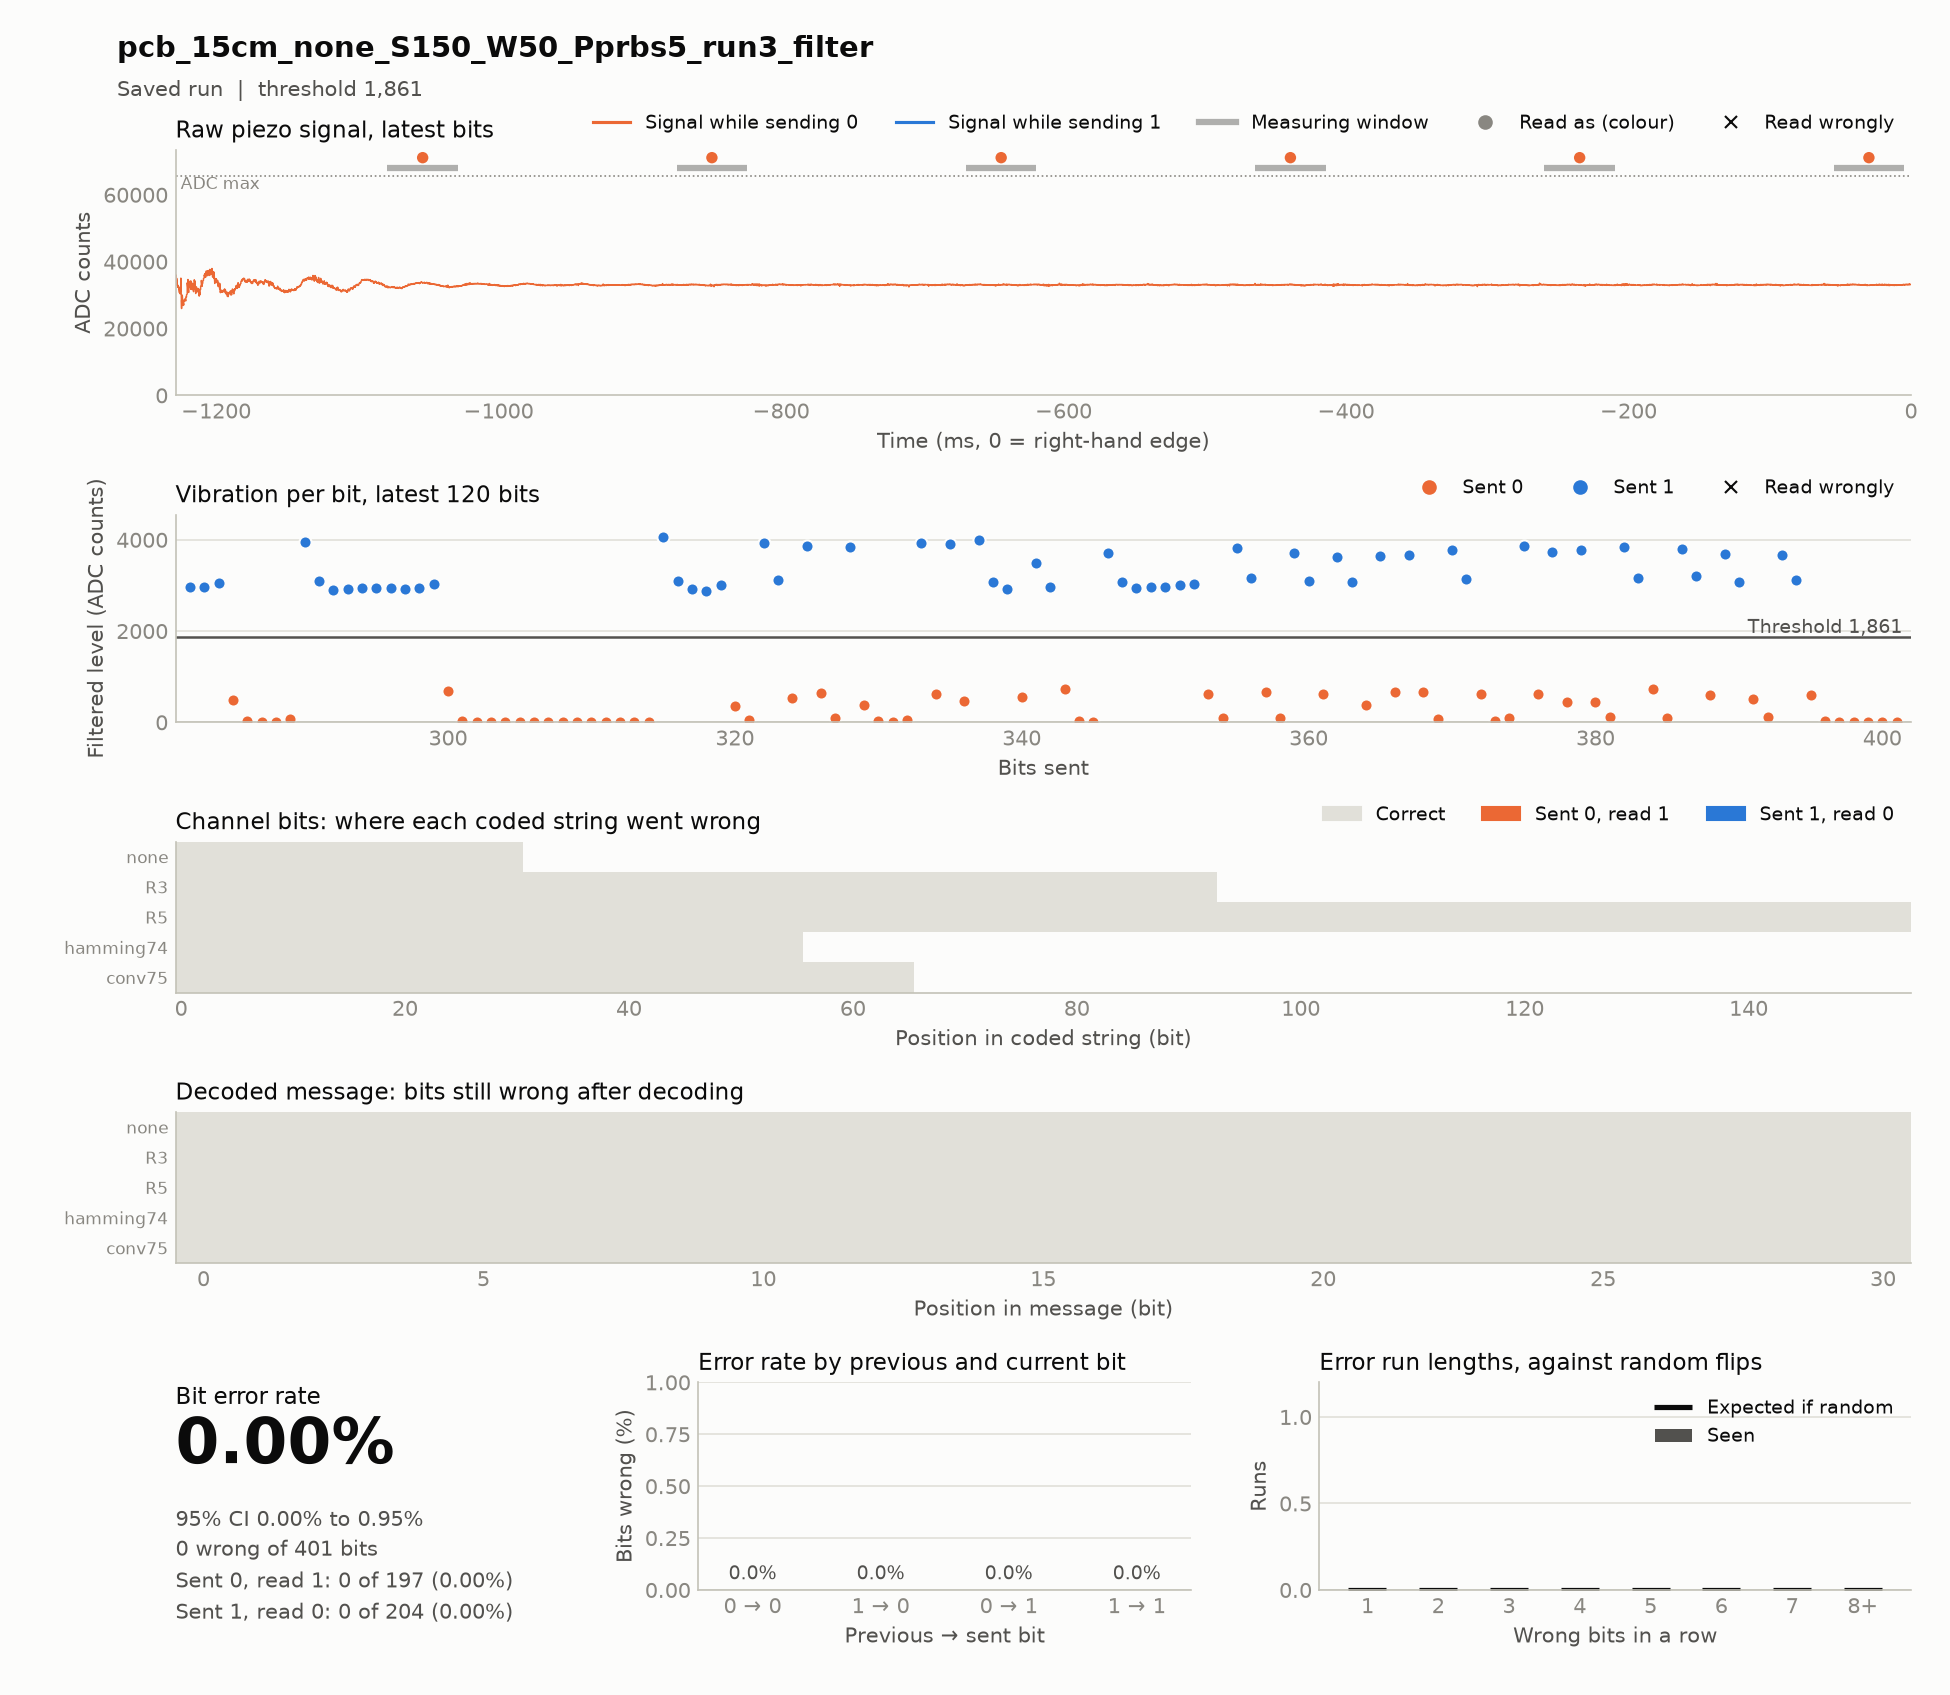 pcb_15cm_none_S150_W50_Pprbs5_run3_filter
Saved run | threshold 1,861
Raw piezo signal, latest bits
Signal while sending 0
Signal while sending 1
Measuring window
Read as (colour)
Read wrongly
ADC max
60000
40000
20000
0
ADC counts
−1200 −1000 −800 −600 −400 −200 0
Time (ms, 0 = right-hand edge)
Vibration per bit, latest 120 bits
Sent 0
Sent 1
Read wrongly
4000
2000
0
Filtered level (ADC counts)
Threshold 1,861
300 320 340 360 380 400
Bits sent
Channel bits: where each coded string went wrong
Correct
Sent 0, read 1
Sent 1, read 0
none
R3
R5
hamming74
conv75
0 20 40 60 80 100 120 140
Position in coded string (bit)
Decoded message: bits still wrong after decoding
none
R3
R5
hamming74
conv75
0 5 10 15 20 25 30
Position in message (bit)
Bit error rate
0.00%
95% CI 0.00% to 0.95%
0 wrong of 401 bits
Sent 0, read 1: 0 of 197 (0.00%)
Sent 1, read 0: 0 of 204 (0.00%)
Error rate by previous and current bit
1.00
0.75
0.50
0.25
0.00
Bits wrong (%)
0.0% 0.0% 0.0% 0.0%
0 → 0 1 → 0 0 → 1 1 → 1
Previous → sent bit
Error run lengths, against random flips
Expected if random
Seen
1.0
0.5
0.0
Runs
1 2 3 4 5 6 7 8+
Wrong bits in a row